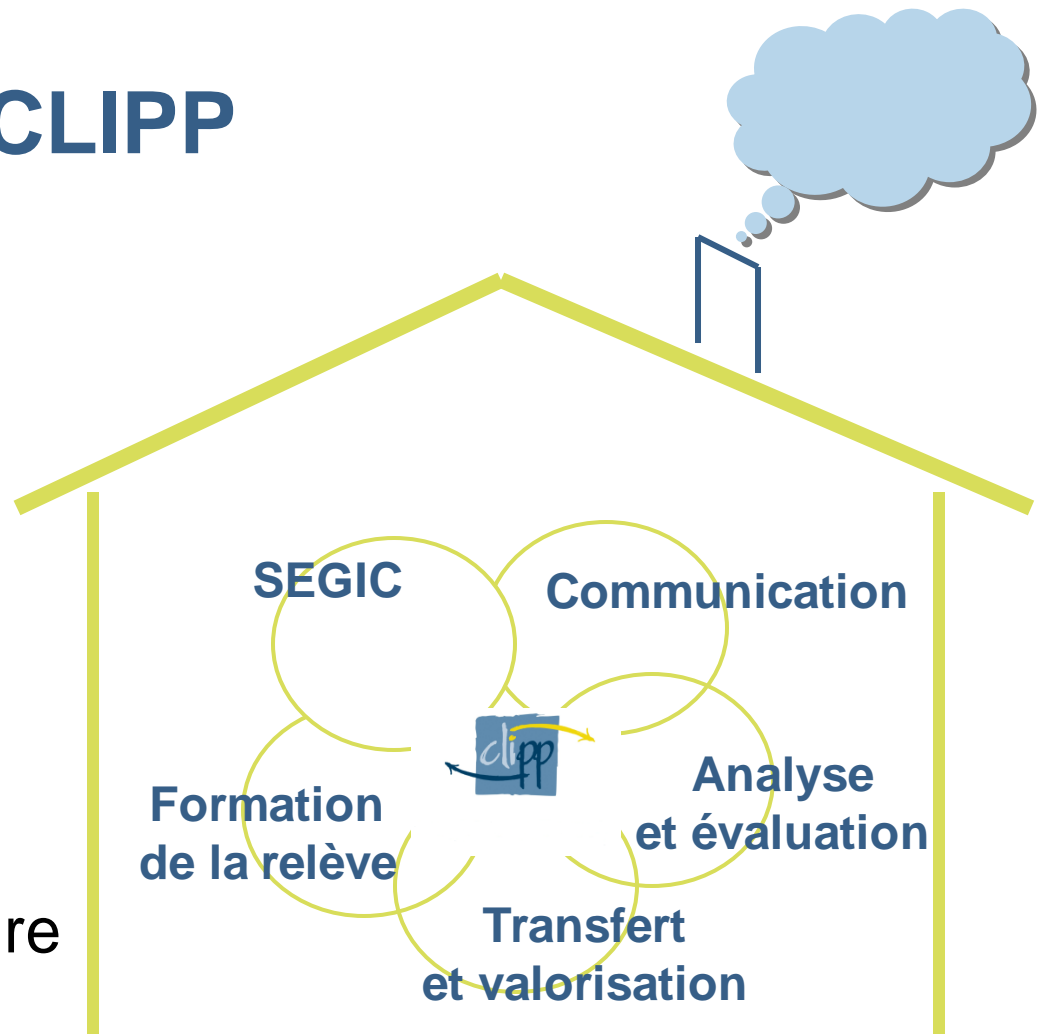 CLIPP
SEGIC
Communication
clipp
Analyse
et évaluation
Formation
de la relève
re
Transfert
et valorisation